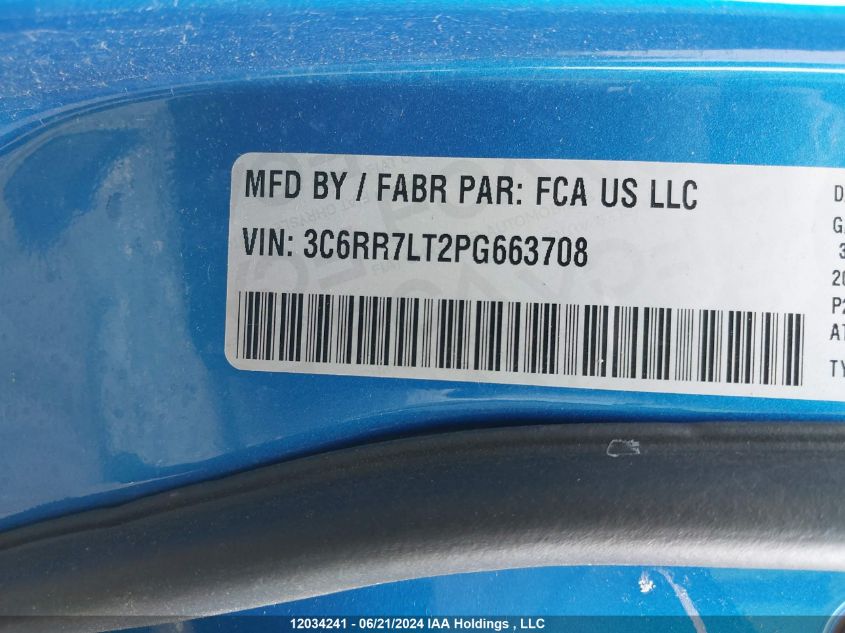 MFD BY / FABR PAR: FCA US LLC
VIN: 3C6RR7LT2PG663708
12034241 - 06/21/2024 IAA Holdings , LLC